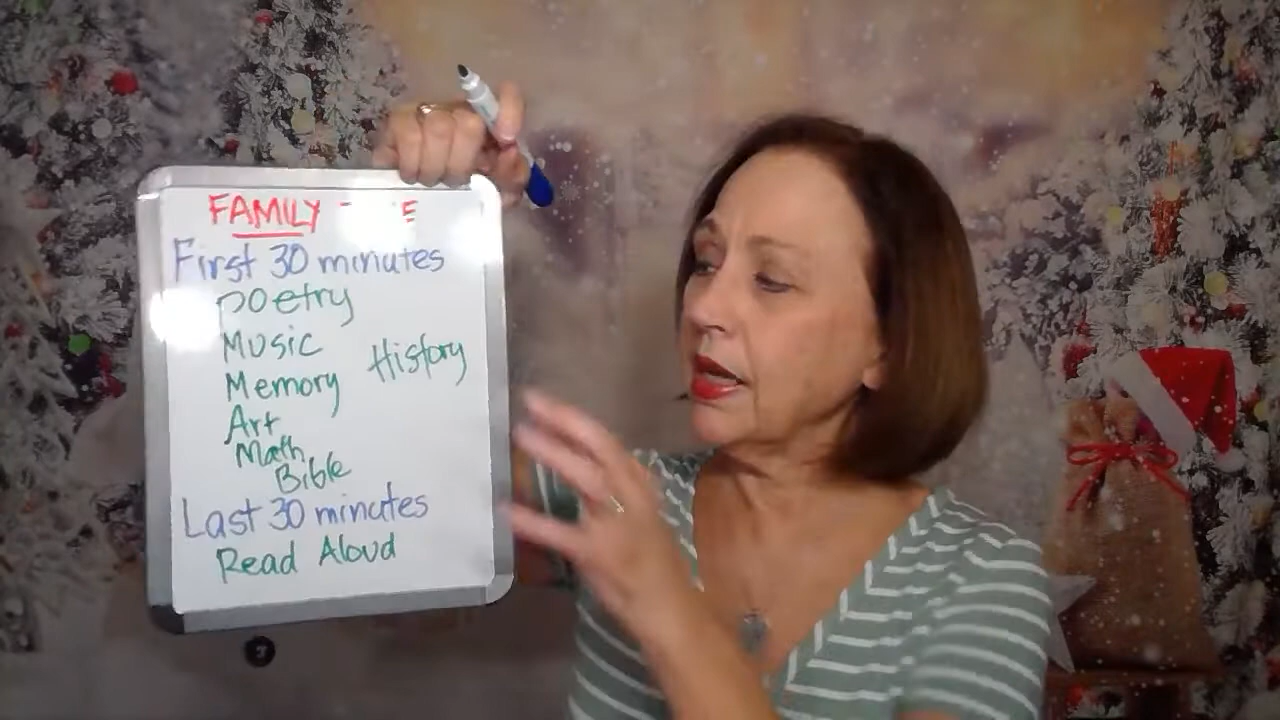 FAMILY
First 30 minutes
Poetry
Music
History
Memory
Art
Math
Bible
Last 30 minutes
Read Aloud